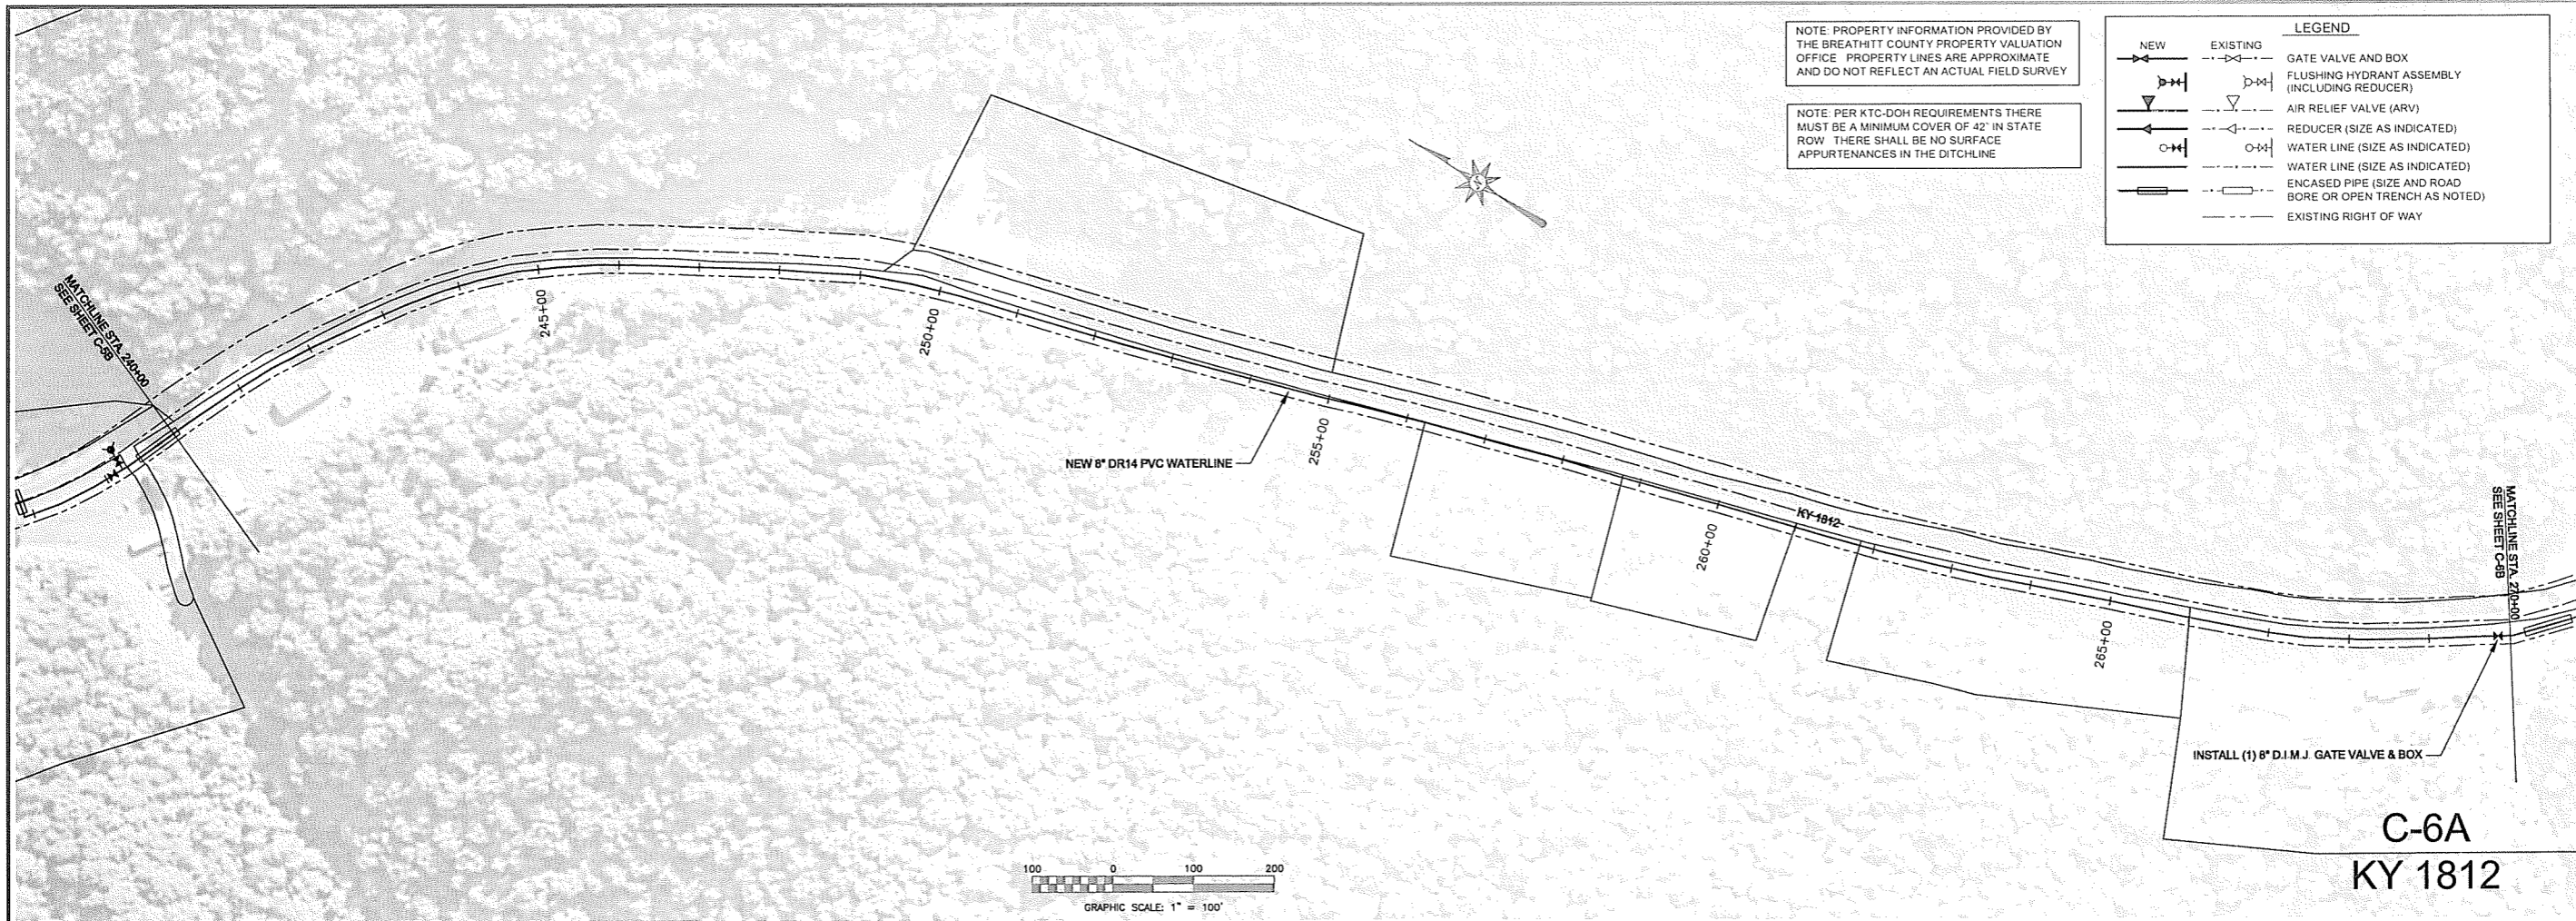 NOTE: PROPERTY INFORMATION PROVIDED BY
THE BREATHITT COUNTY PROPERTY VALUATION
OFFICE PROPERTY LINES ARE APPROXIMATE
AND DO NOT REFLECT AN ACTUAL FIELD SURVEY
NOTE: PER KTC-DOH REQUIREMENTS THERE
MUST BE A MINIMUM COVER OF 42" IN STATE
ROW THERE SHALL BE NO SURFACE
APPURTENANCES IN THE DITCHLINE
LEGEND
NEW EXISTING
GATE VALVE AND BOX
FLUSHING HYDRANT ASSEMBLY
(INCLUDING REDUCER)
AIR RELIEF VALVE (ARV)
REDUCER (SIZE AS INDICATED)
WATER LINE (SIZE AS INDICATED)
WATER LINE (SIZE AS INDICATED)
ENCASED PIPE (SIZE AND ROAD
BORE OR OPEN TRENCH AS NOTED)
EXISTING RIGHT OF WAY
MATCHLINE STA. 240+00
SEE SHEET C-5B
245+00
250+00
NEW 8" DR14 PVC WATERLINE
255+00
260+00
KY 1812
265+00
MATCHLINE STA. 270+00
SEE SHEET C-6B
INSTALL (1) 8" D.I.M.J. GATE VALVE & BOX
100 0 100 200
GRAPHIC SCALE: 1" = 100'
C-6A
KY 1812